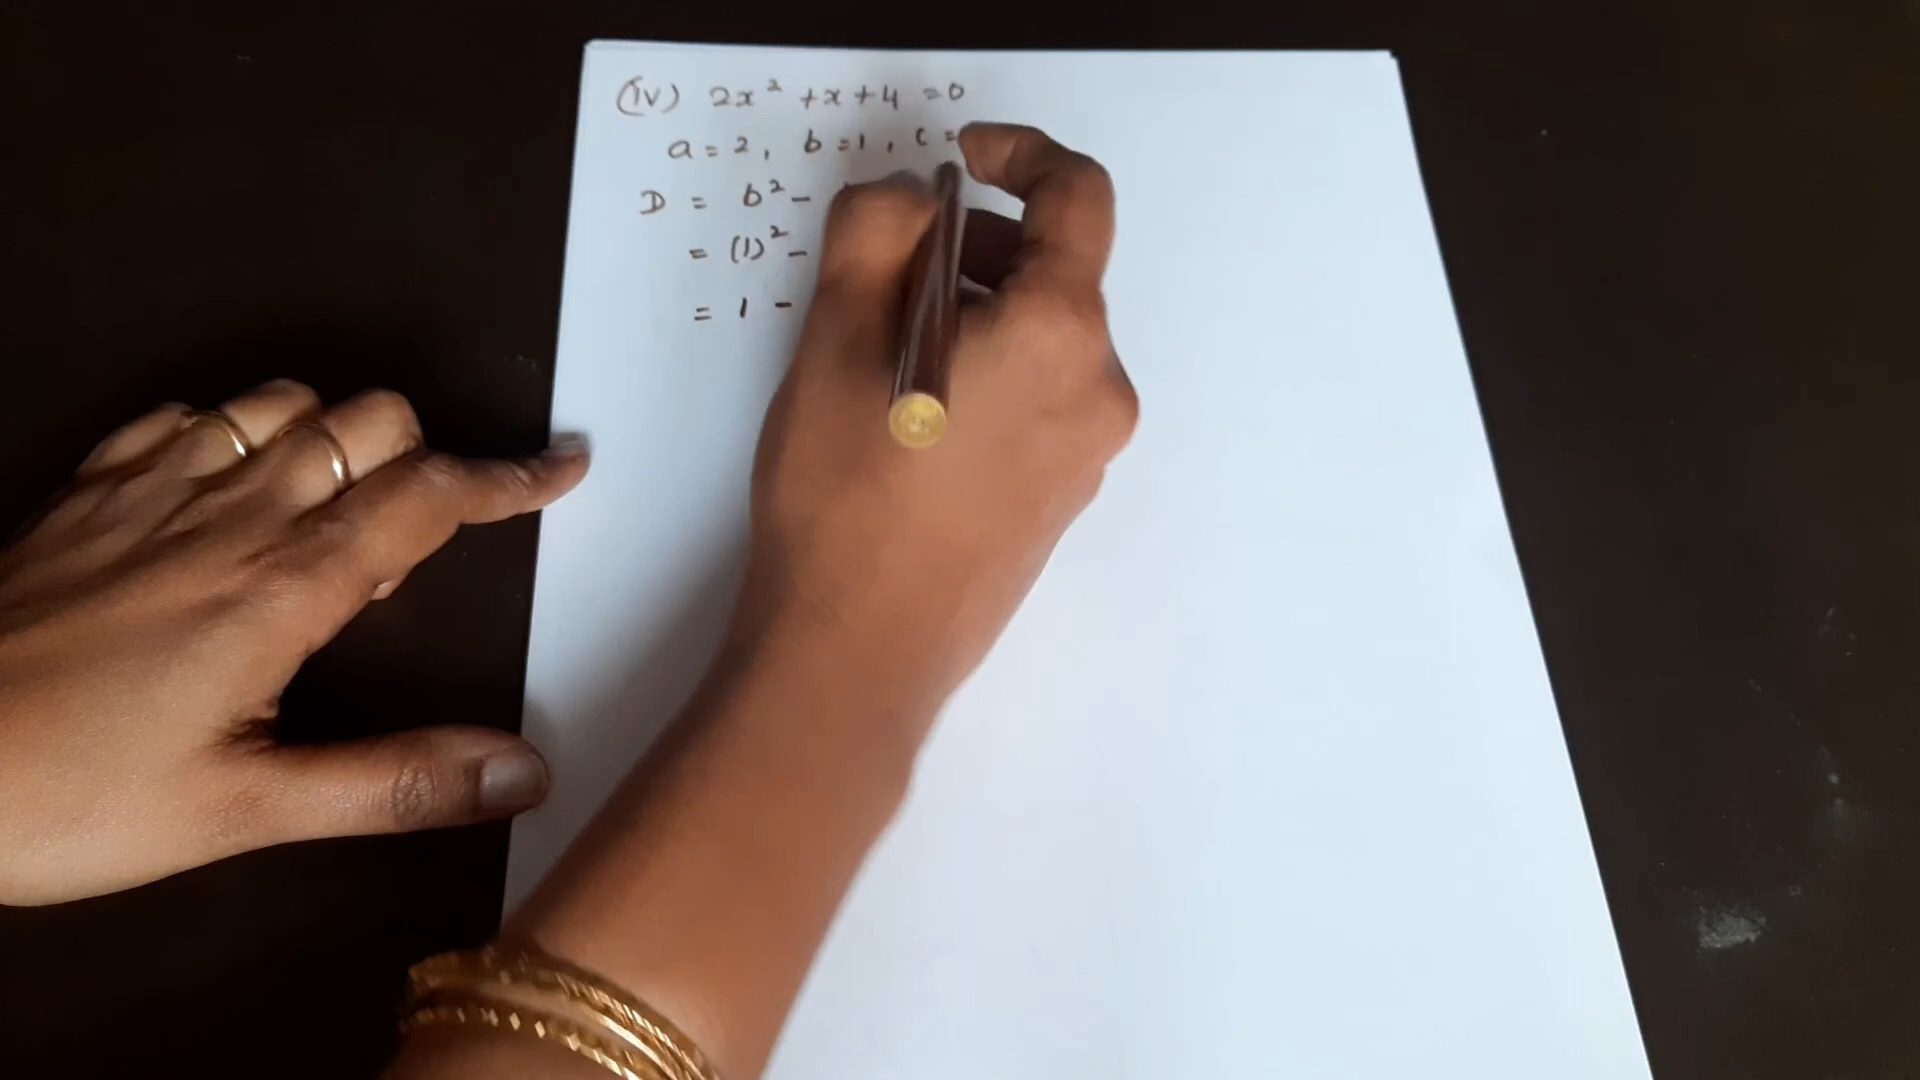 (iv) 2x² +x+4 =0
a = 2, b =1, c =
D = b² -
= (1)² -
= 1 -